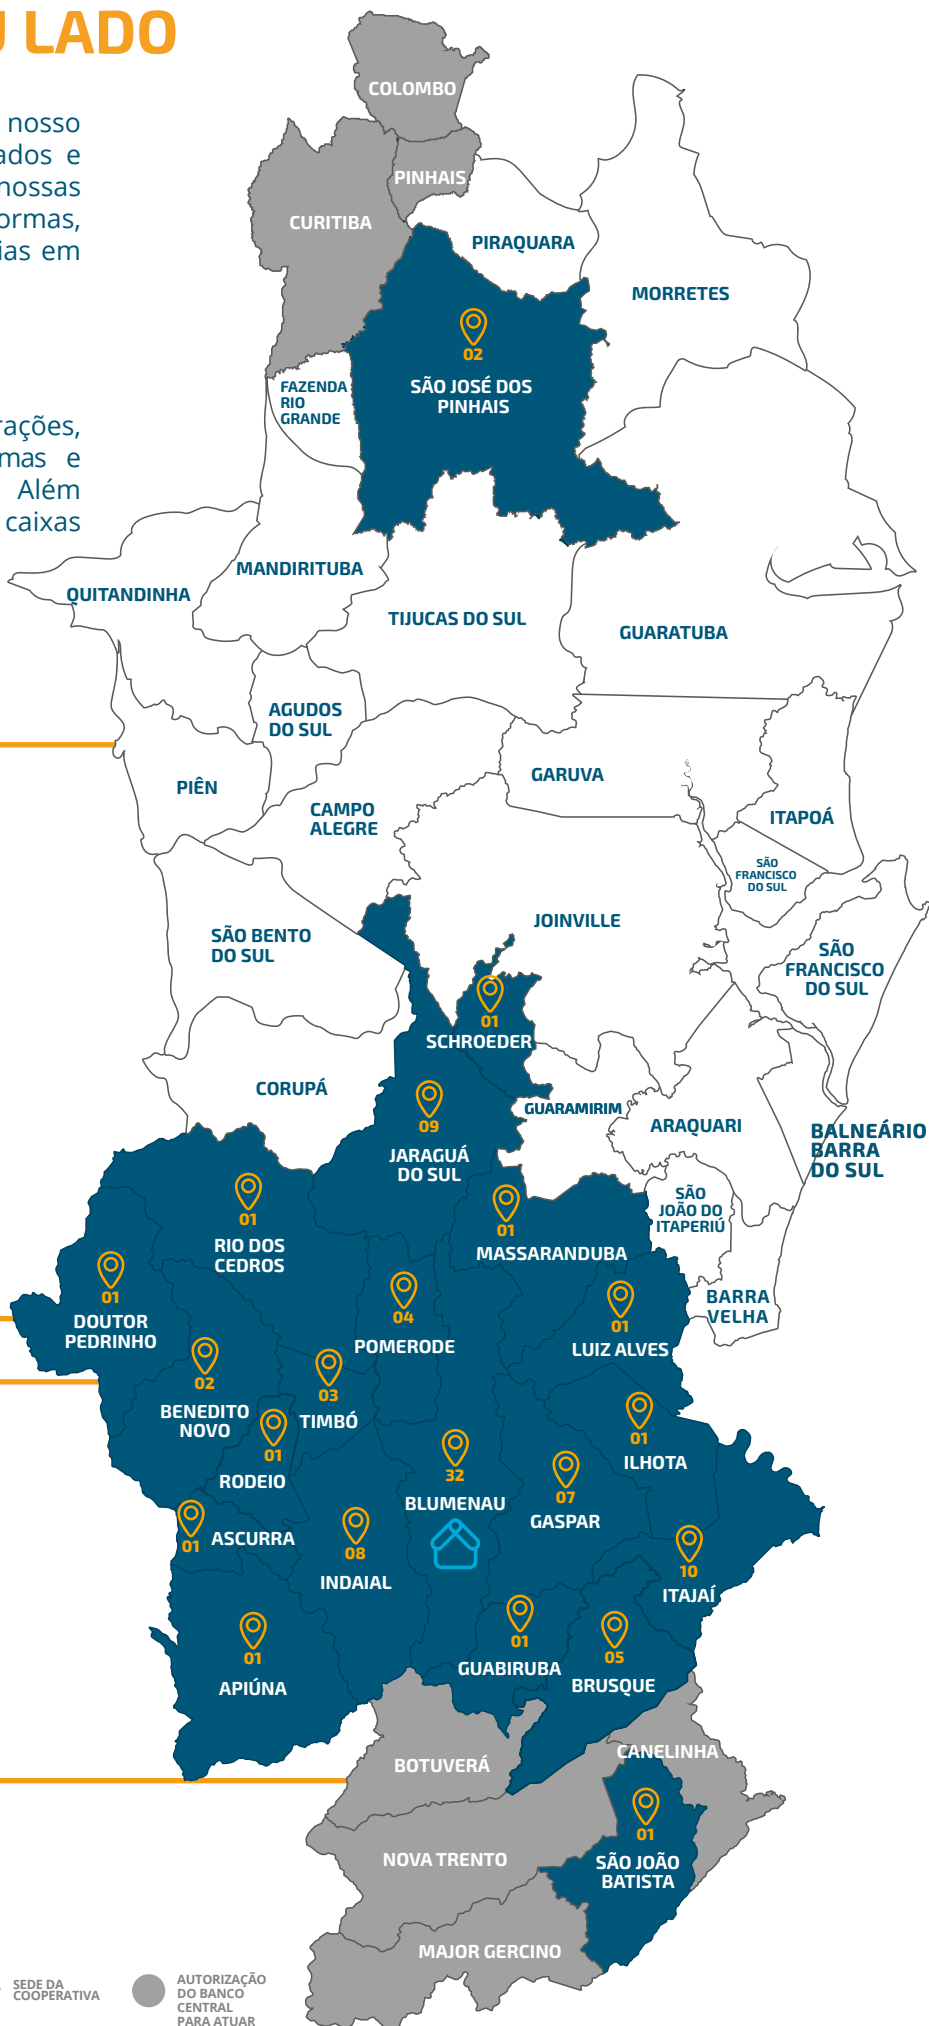 U LADO
nosso
ados e
nossas
ormas,
ias em
rações,
mas e
Além
caixas
COLOMBO
PINHAIS
CURITIBA
PIRAQUARA
MORRETES
02
SÃO JOSÉ DOS
PINHAIS
FAZENDA
RIO
GRANDE
MANDIRITUBA
QUITANDINHA
TIJUCAS DO SUL
GUARATUBA
AGUDOS
DO SUL
PIÊN
GARUVA
CAMPO
ALEGRE
ITAPOÁ
SÃO
FRANCISCO
DO SUL
JOINVILLE
SÃO BENTO
DO SUL
SÃO
FRANCISCO
DO SUL
01
SCHROEDER
CORUPÁ
GUARAMIRIM
ARAQUARI
BALNEÁRIO
BARRA
DO SUL
09
JARAGUÁ
DO SUL
SÃO
JOÃO DO
ITAPERIÚ
01
RIO DOS
CEDROS
01
MASSARANDUBA
BARRA
VELHA
01
DOUTOR
PEDRINHO
04
POMERODE
01
LUIZ ALVES
02
BENEDITO
NOVO
03
TIMBÓ
01
RODEIO
01
ILHOTA
32
BLUMENAU
07
GASPAR
01
ASCURRA
08
INDAIAL
10
ITAJAÍ
01
APIÚNA
01
GUABIRUBA
05
BRUSQUE
BOTUVERÁ
CANELINHA
01
SÃO JOÃO
BATISTA
NOVA TRENTO
MAJOR GERCINO
SEDE DA
COOPERATIVA
AUTORIZAÇÃO
DO BANCO
CENTRAL
PARA ATUAR